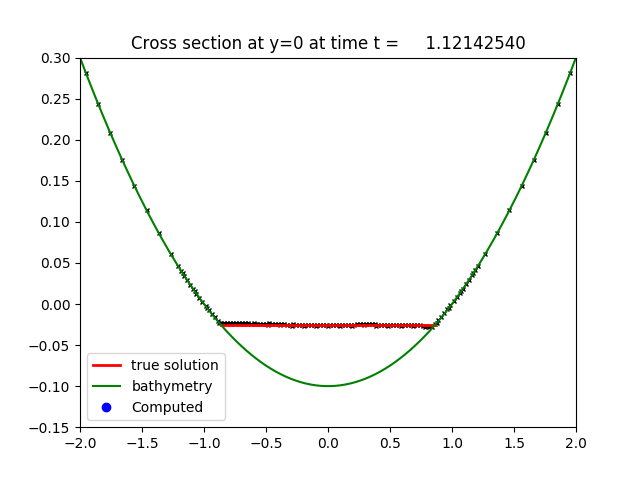 Cross section at y=0 at time t =     1.12142540
0.30
0.25
0.20
0.15
0.10
0.05
0.00
−0.05
−0.10
−0.15
true solution
bathymetry
Computed
−2.0 −1.5 −1.0 −0.5 0.0 0.5 1.0 1.5 2.0